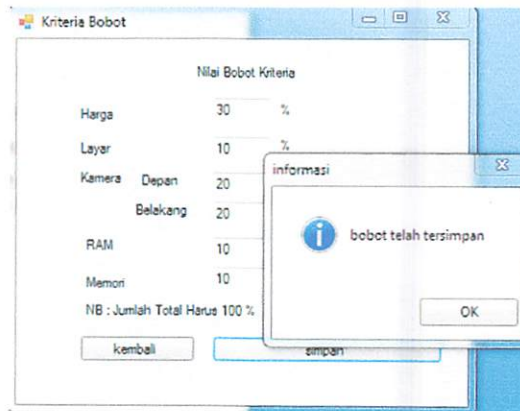 Kriteria Bobot
Nilai Bobot Kriteria
Harga 30 %
Layar 10 %
Kamera Depan 20
Belakang 20
RAM 10
Memori 10
NB : Jumlah Total Harus 100 %
kembali simpan
informasi
bobot telah tersimpan
OK